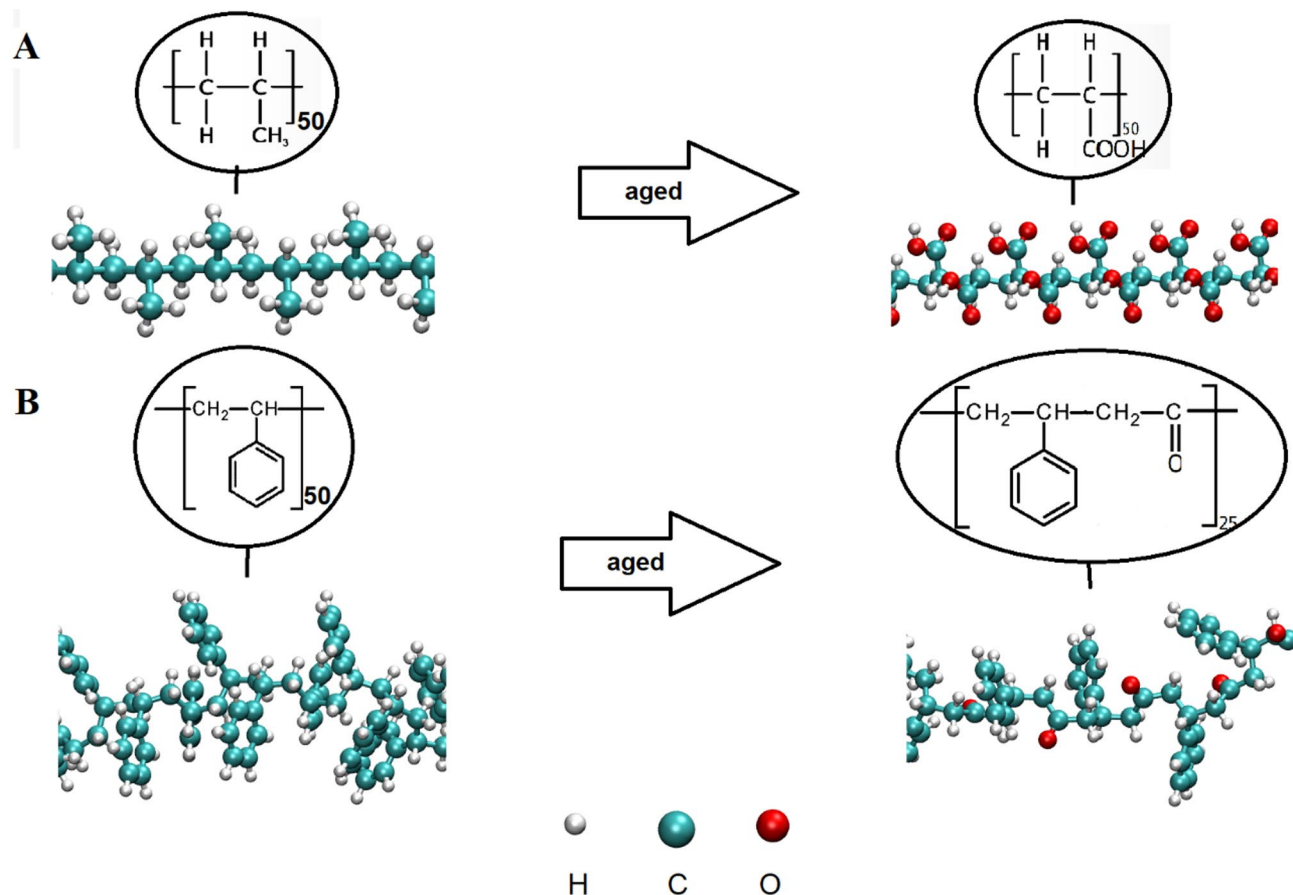 A
H H
C C
50
H CH₃
aged
H H
C C
50
H COOH
B
CH₂ CH
50
aged
CH₂ CH CH₂ C
O
25
H C O